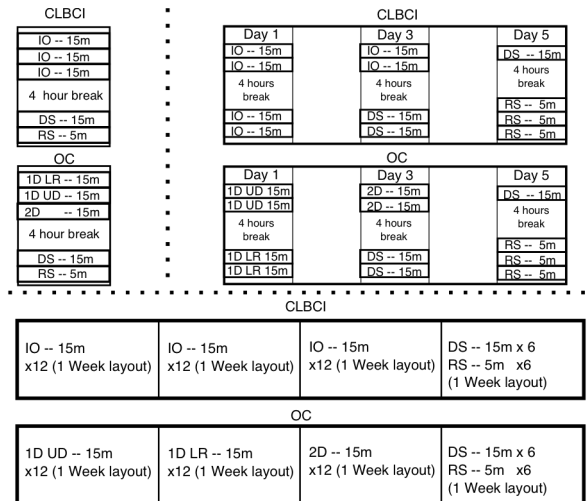 CLBCI
IO -- 15m
IO -- 15m
IO -- 15m
4 hour break
DS -- 15m
RS -- 5m
OC
1D LR -- 15m
1D UD -- 15m
2D -- 15m
4 hour break
DS -- 15m
RS -- 5m
CLBCI
Day 1
IO -- 15m
IO -- 15m
4 hours
break
IO -- 15m
IO -- 15m
Day 3
IO -- 15m
IO -- 15m
4 hours
break
DS -- 15m
DS -- 15m
Day 5
DS -- 15m
4 hours
break
RS -- 5m
RS -- 5m
RS -- 5m
OC
Day 1
1D UD 15m
1D UD 15m
4 hours
break
1D LR 15m
1D LR 15m
Day 3
2D -- 15m
2D -- 15m
4 hours
break
DS -- 15m
DS -- 15m
Day 5
DS -- 15m
4 hours
break
RS -- 5m
RS -- 5m
RS -- 5m
CLBCI
IO -- 15m
x12 (1 Week layout)
IO -- 15m
x12 (1 Week layout)
IO -- 15m
x12 (1 Week layout)
DS -- 15m x 6
RS -- 5m x6
(1 Week layout)
OC
1D UD -- 15m
x12 (1 Week layout)
1D LR -- 15m
x12 (1 Week layout)
2D -- 15m
x12 (1 Week layout)
DS -- 15m x 6
RS -- 5m x6
(1 Week layout)